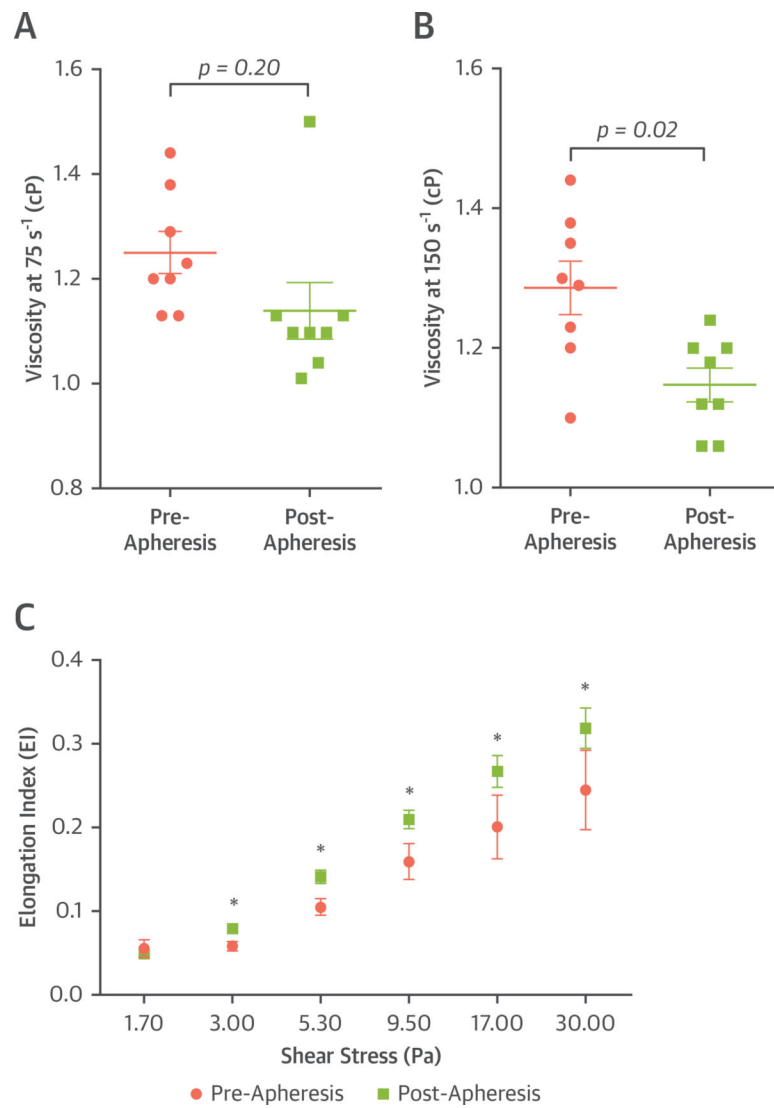 A
B
p = 0.20
p = 0.02
Viscosity at 75 s⁻¹ (cP)
1.6
1.4
1.2
1.0
0.8
Pre-
Apheresis
Post-
Apheresis
Viscosity at 150 s⁻¹ (cP)
1.6
1.4
1.2
1.0
Pre-
Apheresis
Post-
Apheresis
C
Elongation Index (EI)
0.4
0.3
0.2
0.1
0.0
* * * * *
1.70 3.00 5.30 9.50 17.00 30.00
Shear Stress (Pa)
Pre-Apheresis Post-Apheresis